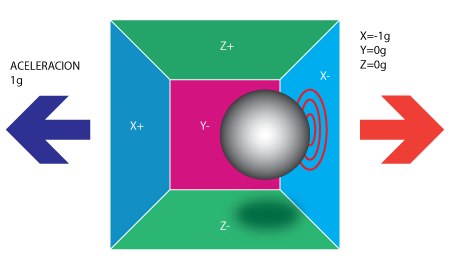 ACELERACION
1g
Z+
X+
Y-
X-
Z-
X=-1g
Y=0g
Z=0g